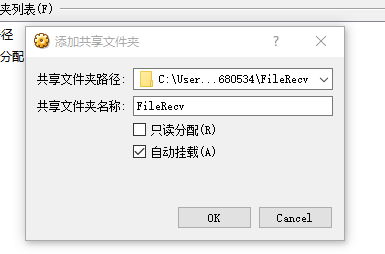 夹列表(F)
径
添加共享文件夹
?
分配
共享文件夹路径:
C:\User...680534\FileRecv
共享文件夹名称:
FileRecv
只读分配(R)
自动挂载(A)
OK
Cancel